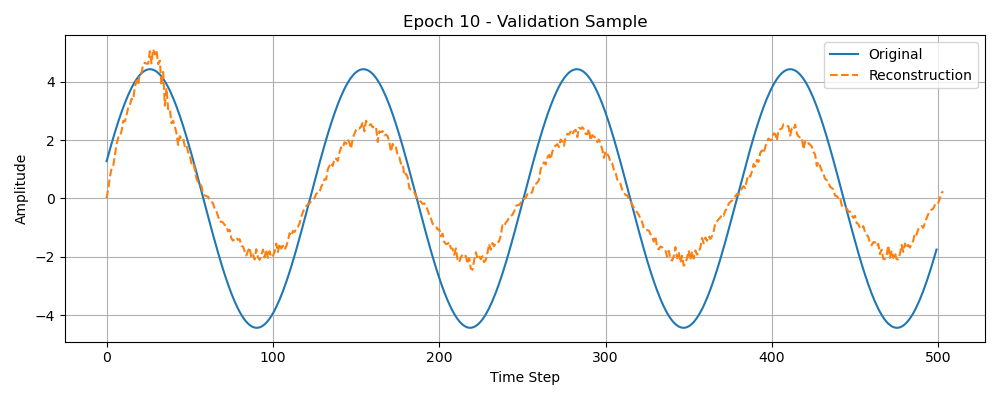 Epoch 10 - Validation Sample
Original
Reconstruction
Amplitude
4
2
0
−2
−4
0 100 200 300 400 500
Time Step